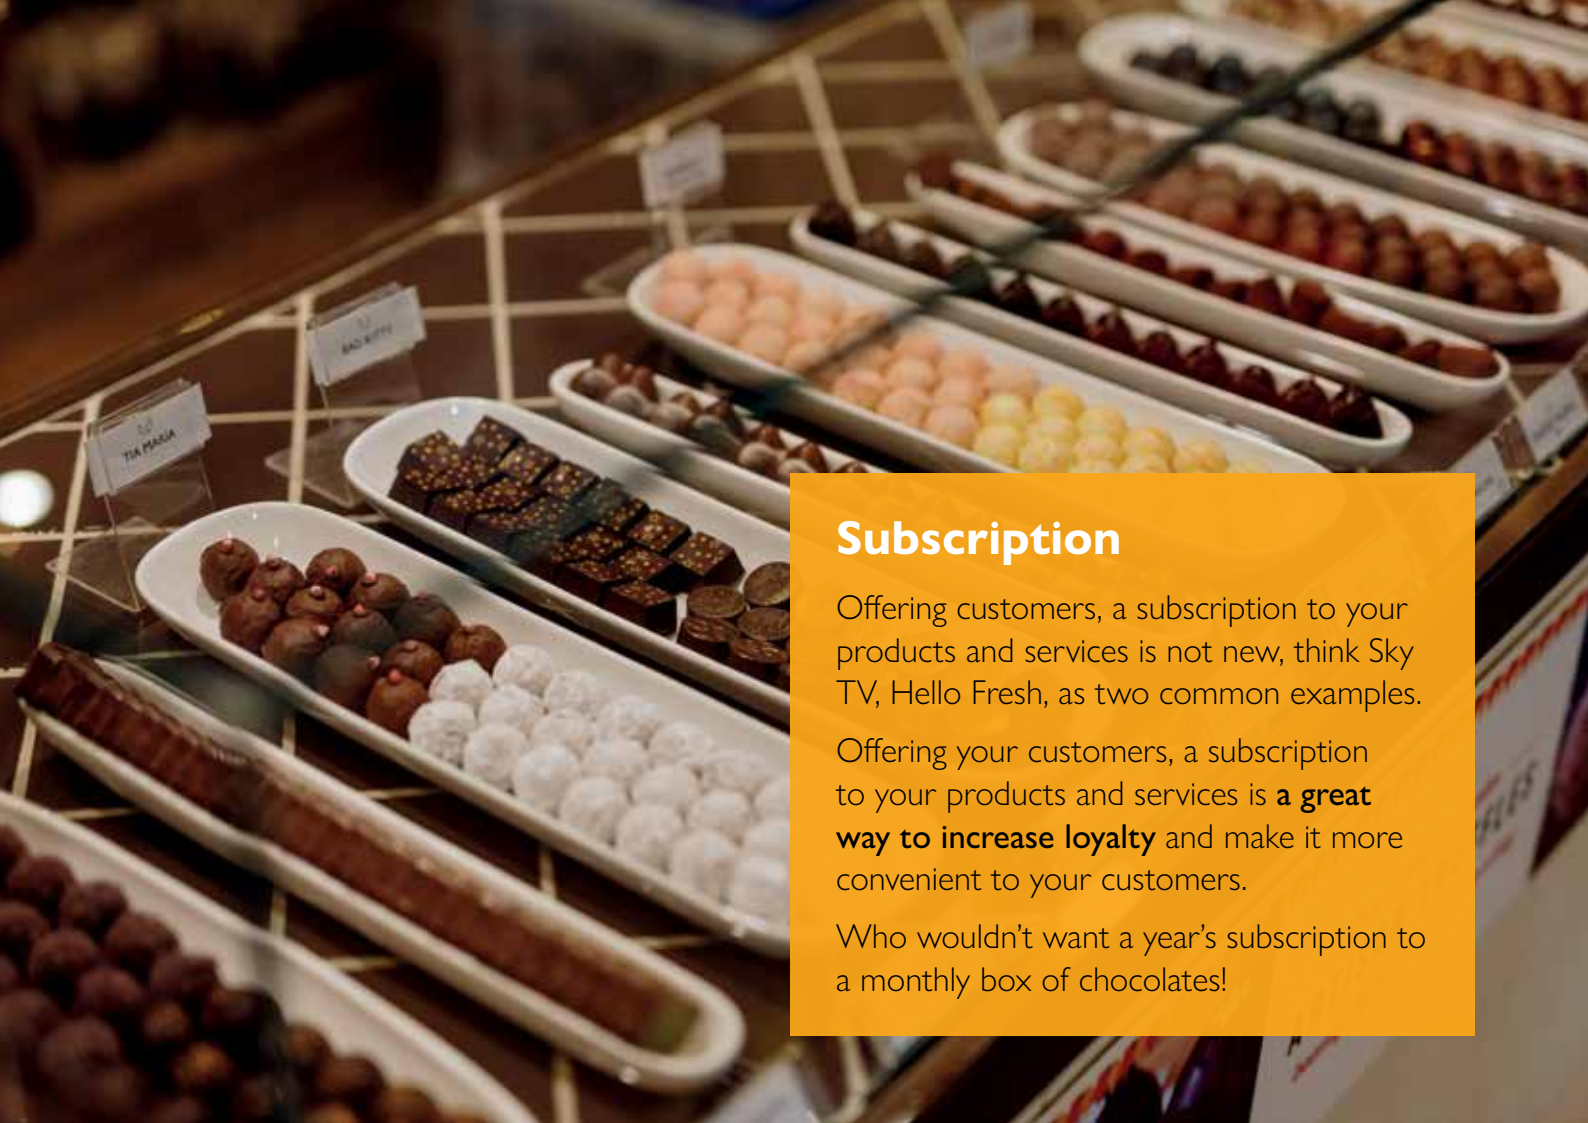 TIA MARIA
Subscription
Offering customers, a subscription to your
products and services is not new, think Sky
TV, Hello Fresh, as two common examples.
Offering your customers, a subscription
to your products and services is a great
way to increase loyalty and make it more
convenient to your customers.
Who wouldn’t want a year’s subscription to
a monthly box of chocolates!